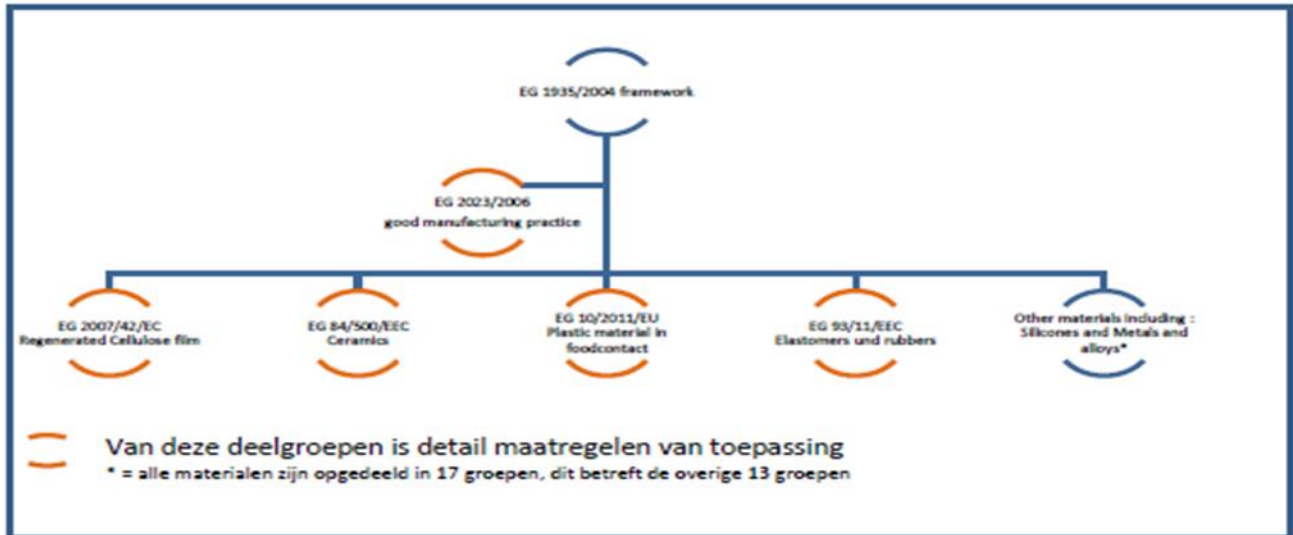 EG 1935/2004 framework
EG 2023/2006
good manufacturing practice
EG 2007/42/EC
Regenerated Cellulose film
EG 84/500/EEC
Ceramics
EG 10/2011/EU
Plastic material in
foodcontact
EG 93/11/EEC
Elastomers und rubbers
Other materials including :
Silicones and Metals and
alloys*
Van deze deelgroepen is detail maatregelen van toepassing
* = alle materialen zijn opgedeeld in 17 groepen, dit betreft de overige 13 groepen